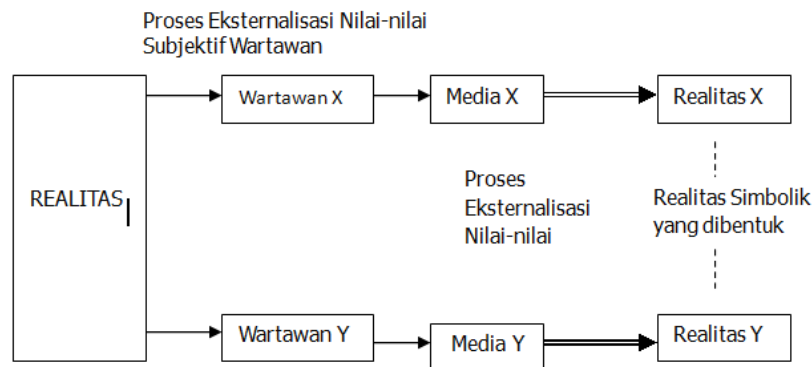 Proses Eksternalisasi Nilai-nilai
Subjektif Wartawan
Wartawan X
Media X
Realitas X
REALITAS
Proses
Eksternalisasi
Nilai-nilai
Realitas Simbolik
yang dibentuk
Wartawan Y
Media Y
Realitas Y